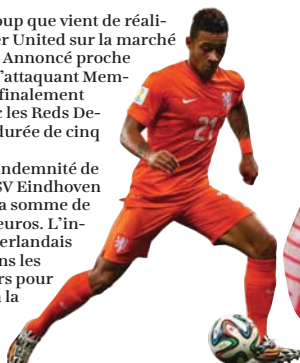 oup que vient de réali-
er United sur la marché
Annoncé proche
'attaquant Mem-
finalement
c les Reds De-
durée de cinq
ndemnité de
SV Eindhoven
a somme de
euros. L'in-
erlandais
ns les
rs pour
la
21